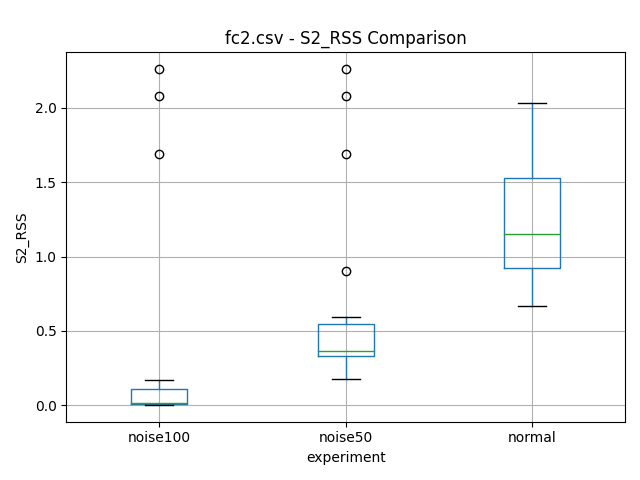 fc2.csv - S2_RSS Comparison
2.0
1.5
1.0
0.5
0.0
S2_RSS
noise100
noise50
normal
experiment